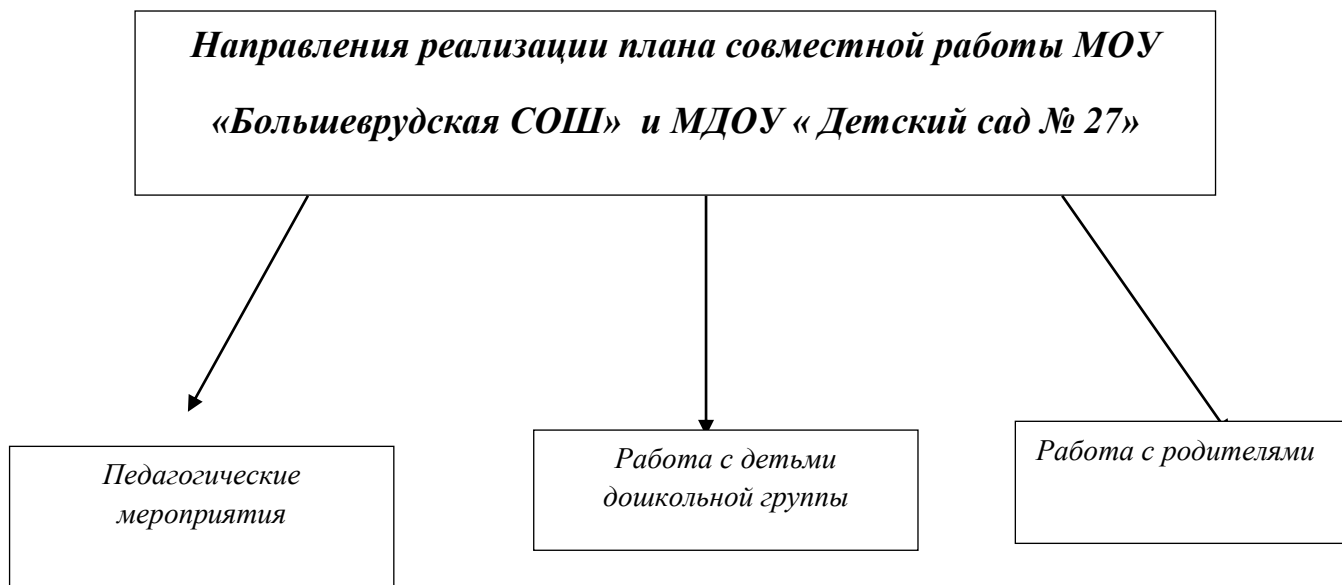 Направления реализации плана совместной работы МОУ
«Большеврудская СОШ» и МДОУ « Детский сад № 27»
Педагогические
мероприятия
Работа с детьми
дошкольной группы
Работа с родителями